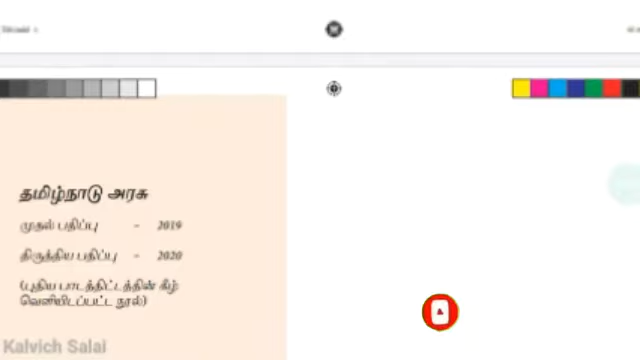 தமிழ்நாடு அரசு
முதல் பதிப்பு - 2019
திருத்திய பதிப்பு - 2020
(புதிய பாடத்திட்டத்தின் கீழ்
வெளியிடப்பட்ட நூல்)
Kalvich Salai